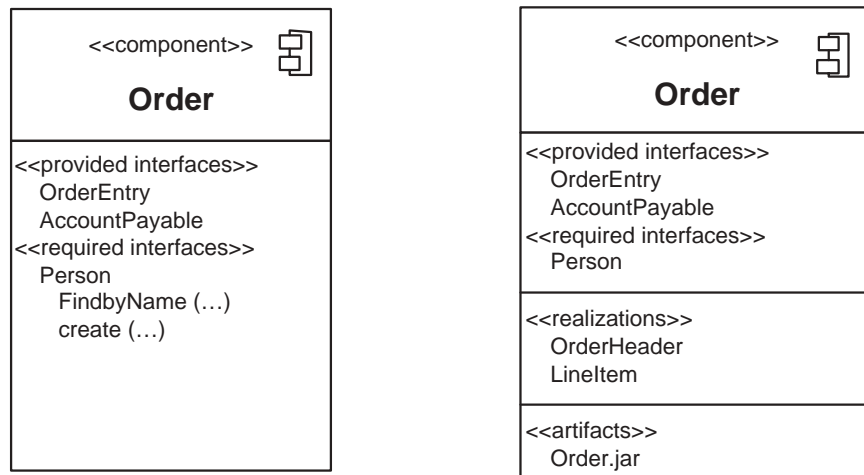 <<component>>
Order
<<provided interfaces>>
OrderEntry
AccountPayable
<<required interfaces>>
Person
FindbyName (…)
create (…)
<<component>>
Order
<<provided interfaces>>
OrderEntry
AccountPayable
<<required interfaces>>
Person
<<realizations>>
OrderHeader
LineItem
<<artifacts>>
Order.jar